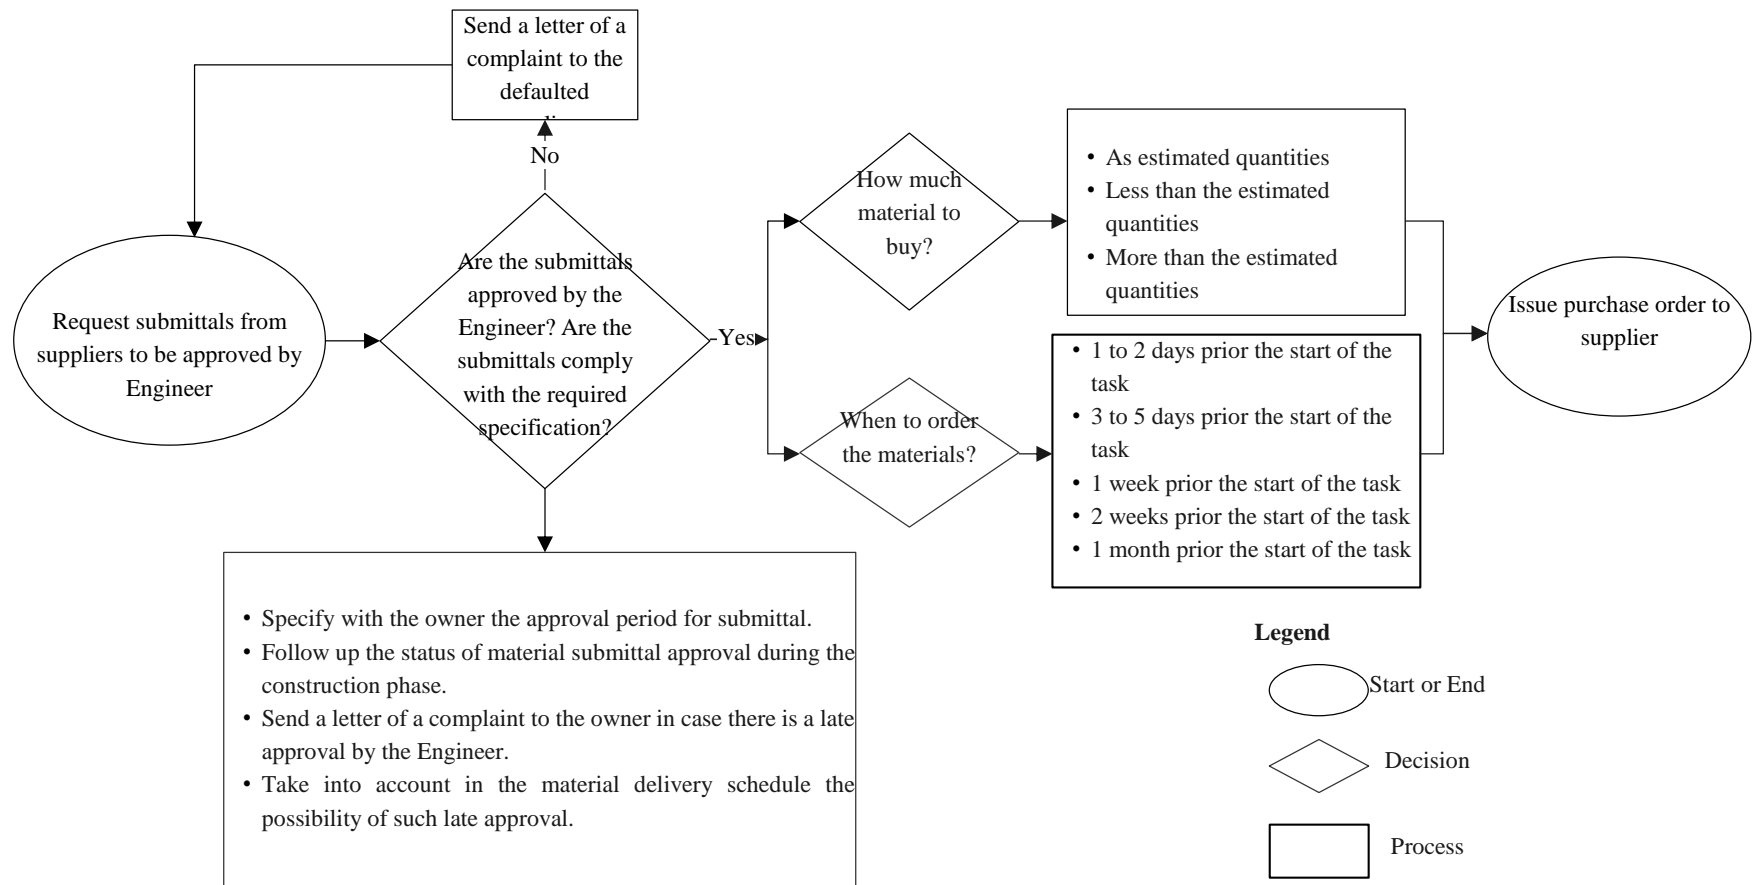 Send a letter of a
complaint to the
defaulted
No
Request submittals from
suppliers to be approved by
Engineer
Are the submittals
approved by the
Engineer? Are the
submittals comply
with the required
specification?
Yes
How much
material to
buy?
• As estimated quantities
• Less than the estimated
quantities
• More than the estimated
quantities
When to order
the materials?
• 1 to 2 days prior the start of the
task
• 3 to 5 days prior the start of the
task
• 1 week prior the start of the task
• 2 weeks prior the start of the task
• 1 month prior the start of the task
Issue purchase order to
supplier
• Specify with the owner the approval period for submittal.
• Follow up the status of material submittal approval during the
construction phase.
• Send a letter of a complaint to the owner in case there is a late
approval by the Engineer.
• Take into account in the material delivery schedule the
possibility of such late approval.
Legend
Start or End
Decision
Process